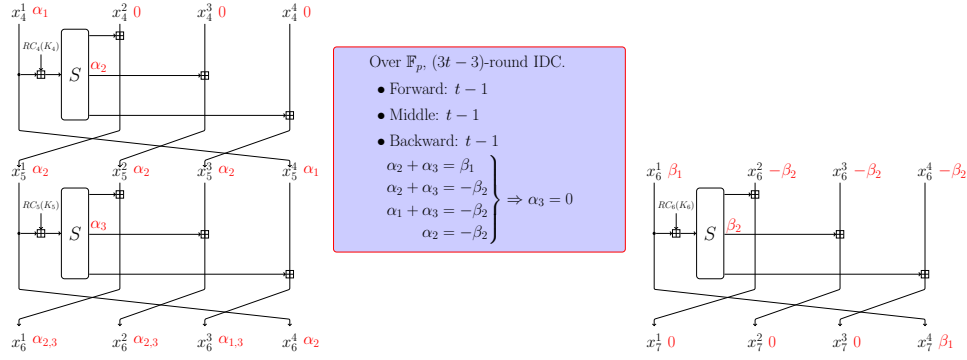 x_4^1 α_1 x_4^2 0 x_4^3 0 x_4^4 0
RC_4(K_4)
S α_2
x_5^1 α_2 x_5^2 α_2 x_5^3 α_2 x_5^4 α_1
RC_5(K_5)
S α_3
x_6^1 α_{2,3} x_6^2 α_{2,3} x_6^3 α_{1,3} x_6^4 α_2
Over 𝔽_p, (3t − 3)-round IDC.
• Forward: t − 1
• Middle: t − 1
• Backward: t − 1
α_2 + α_3 = β_1
α_2 + α_3 = −β_2
α_1 + α_3 = −β_2
α_2 = −β_2
⇒ α_3 = 0
x_6^1 β_1 x_6^2 −β_2 x_6^3 −β_2 x_6^4 −β_2
RC_6(K_6)
S β_2
x_7^1 0 x_7^2 0 x_7^3 0 x_7^4 β_1